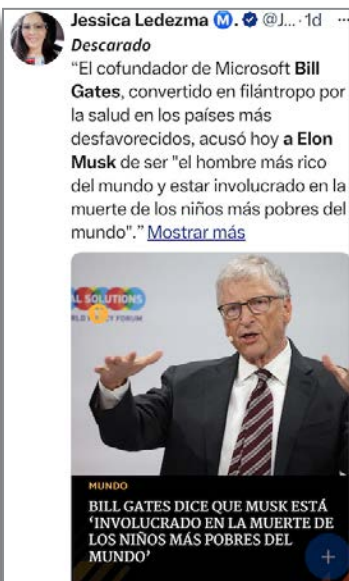 Jessica Ledezma Ⓜ. @J... · 1d ...
Descarado
“El cofundador de Microsoft Bill
Gates, convertido en filántropo por
la salud en los países más
desfavorecidos, acusó hoy a Elon
Musk de ser "el hombre más rico
del mundo y estar involucrado en la
muerte de los niños más pobres del
mundo".” Mostrar más
AL SOLUTIONS
MUNDO
BILL GATES DICE QUE MUSK ESTÁ
‘INVOLUCRADO EN LA MUERTE DE
LOS NIÑOS MÁS POBRES DEL
MUNDO’